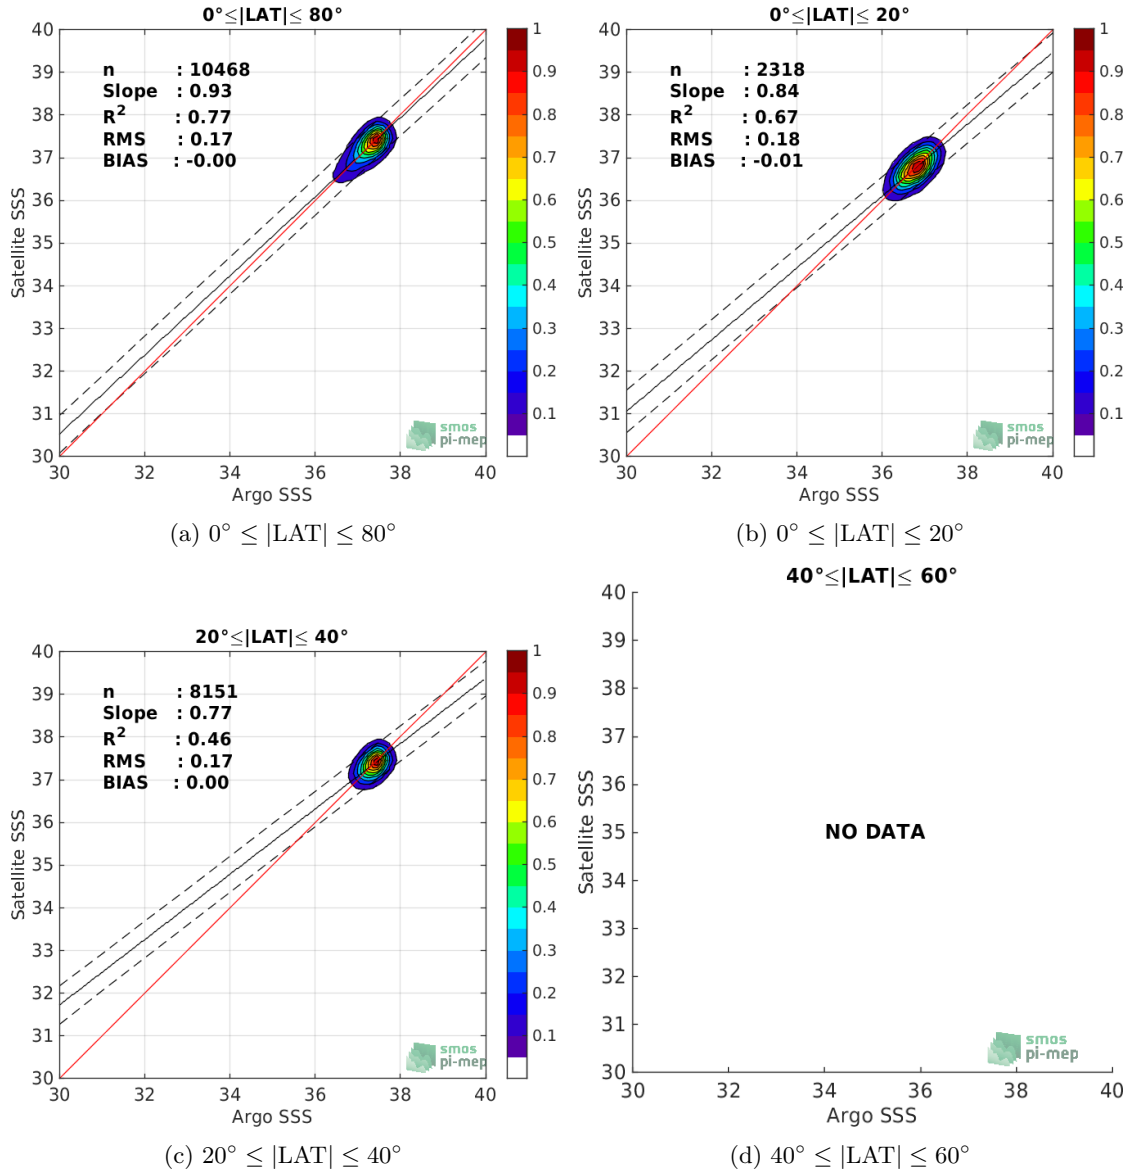 0°≤|LAT|≤ 80°
40
39
38
37
36
35
34
33
32
31
30
Satellite SSS
n : 10468
Slope : 0.93
R² : 0.77
RMS : 0.17
BIAS : -0.00
smos
pi-mep
30 32 34 36 38 40
Argo SSS
1
0.9
0.8
0.7
0.6
0.5
0.4
0.3
0.2
0.1
(a) 0° ≤ |LAT| ≤ 80°
0°≤|LAT|≤ 20°
40
39
38
37
36
35
34
33
32
31
30
Satellite SSS
n : 2318
Slope : 0.84
R² : 0.67
RMS : 0.18
BIAS : -0.01
smos
pi-mep
30 32 34 36 38 40
Argo SSS
1
0.9
0.8
0.7
0.6
0.5
0.4
0.3
0.2
0.1
(b) 0° ≤ |LAT| ≤ 20°
20°≤|LAT|≤ 40°
40
39
38
37
36
35
34
33
32
31
30
Satellite SSS
n : 8151
Slope : 0.77
R² : 0.46
RMS : 0.17
BIAS : 0.00
smos
pi-mep
30 32 34 36 38 40
Argo SSS
1
0.9
0.8
0.7
0.6
0.5
0.4
0.3
0.2
0.1
(c) 20° ≤ |LAT| ≤ 40°
40°≤|LAT|≤ 60°
40
39
38
37
36
35
34
33
32
31
30
Satellite SSS
NO DATA
smos
pi-mep
30 32 34 36 38 40
Argo SSS
(d) 40° ≤ |LAT| ≤ 60°